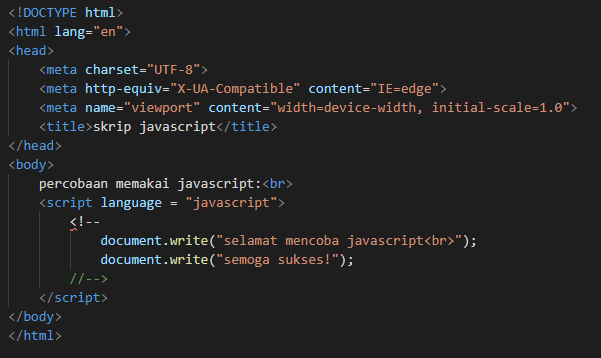 <!DOCTYPE html>
<html lang="en">
<head>
    <meta charset="UTF-8">
    <meta http-equiv="X-UA-Compatible" content="IE=edge">
    <meta name="viewport" content="width=device-width, initial-scale=1.0">
    <title>skrip javascript</title>
</head>
<body>
    percobaan memakai javascript:<br>
    <script language = "javascript">
        <!--
            document.write("selamat mencoba javascript<br>");
            document.write("semoga sukses!");
        //-->
    </script>
</body>
</html>